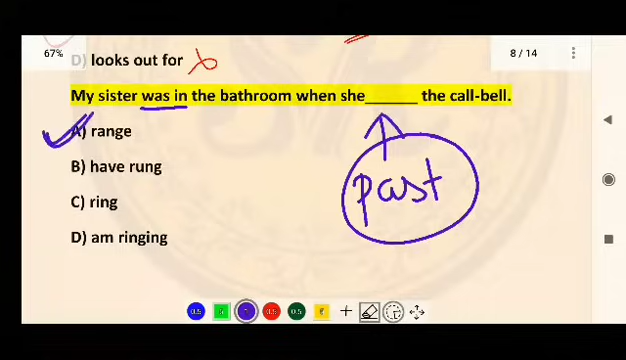 67%
8 / 14
D) looks out for
My sister was in the bathroom when she______ the call-bell.
A) range
B) have rung
C) ring
D) am ringing
past